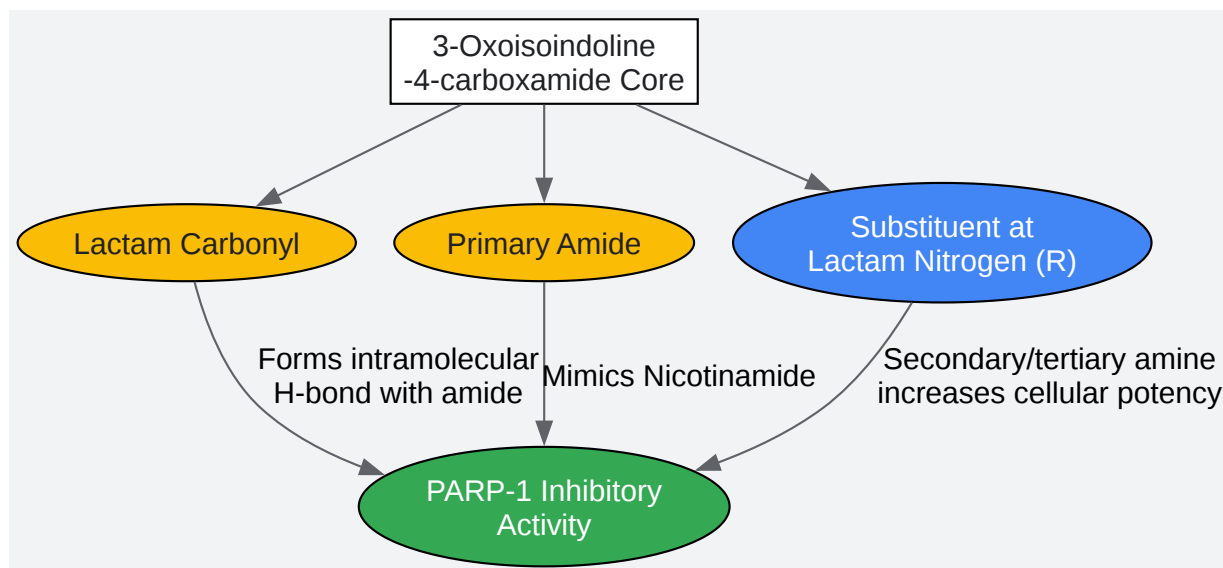 3-Oxoisoindoline
-4-carboxamide Core
Lactam Carbonyl
Primary Amide
Substituent at
Lactam Nitrogen (R)
Forms intramolecular
H-bond with amide
Mimics Nicotinamide
Secondary/tertiary amine
increases cellular potency
PARP-1 Inhibitory
Activity